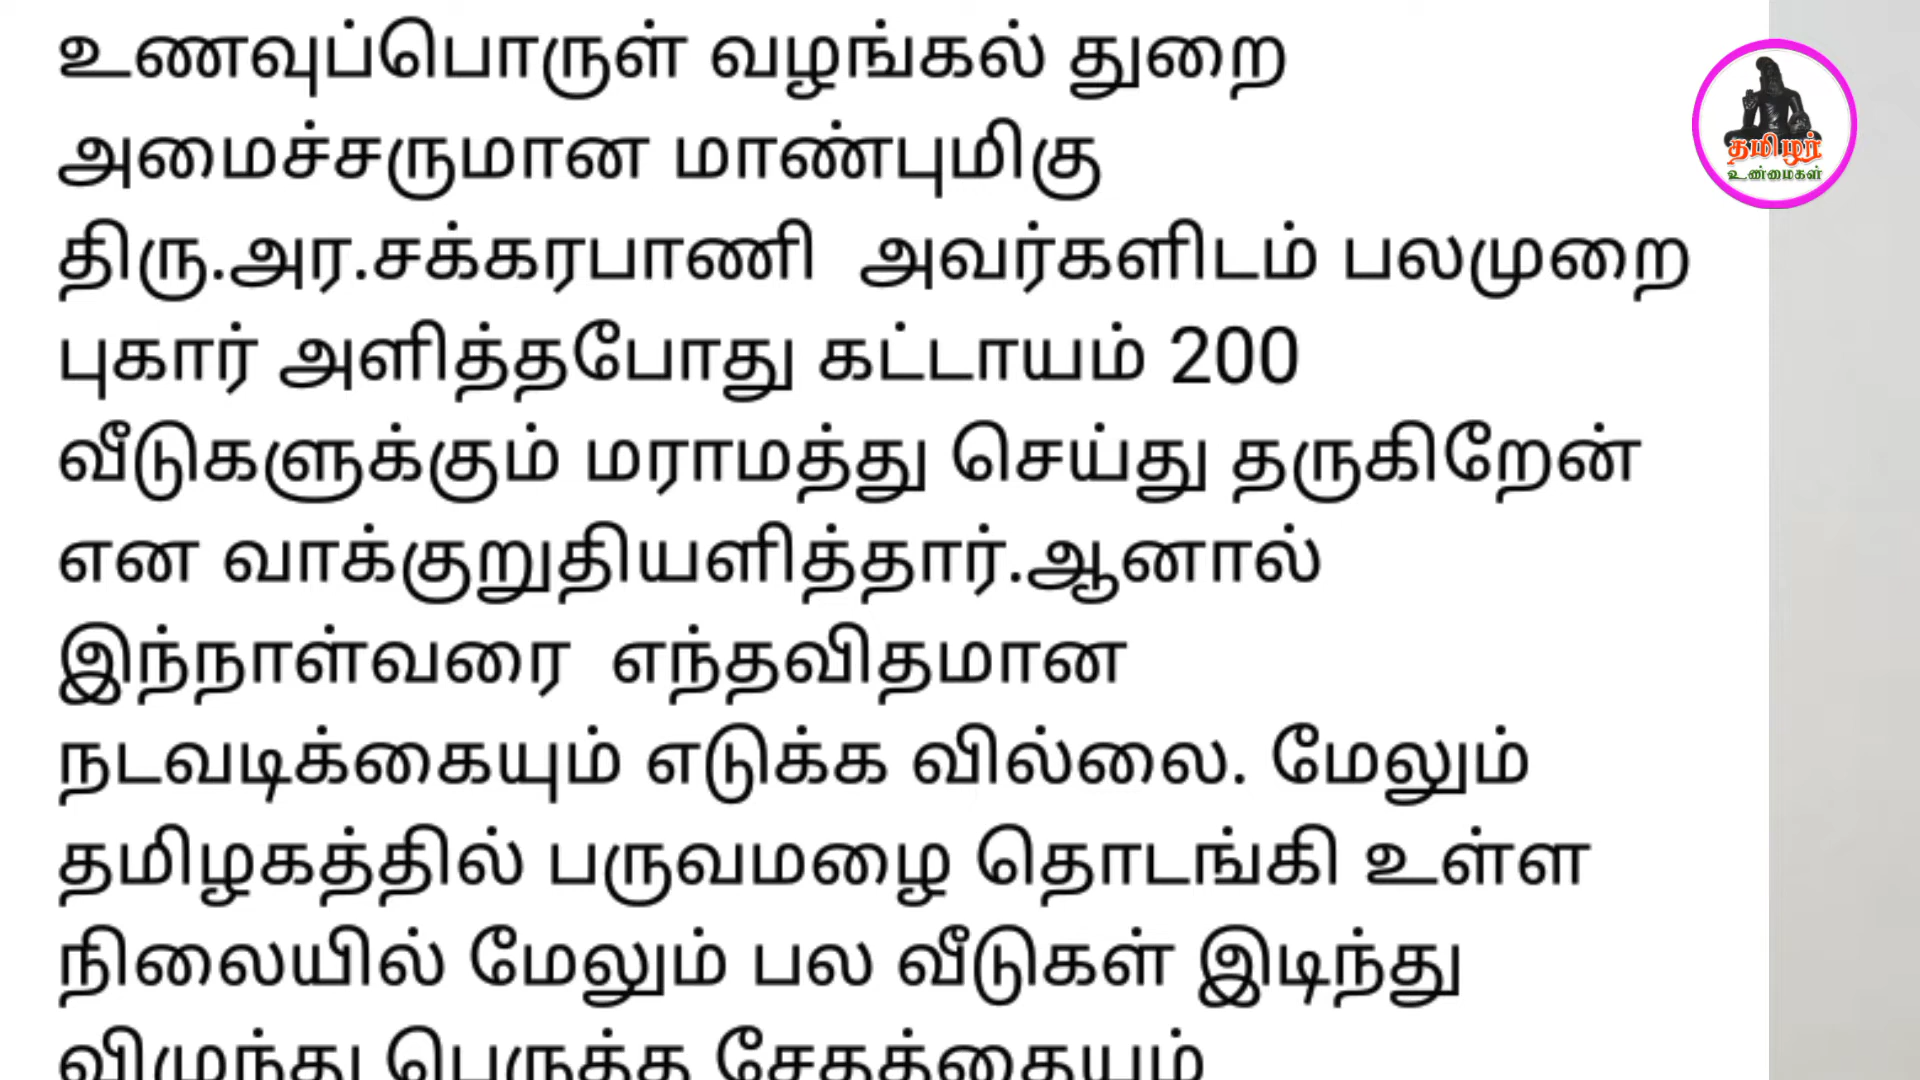 உணவுப்பொருள் வழங்கல் துறை
அமைச்சருமான மாண்புமிகு
திரு.அர.சக்கரபாணி அவர்களிடம் பலமுறை
புகார் அளித்தபோது கட்டாயம் 200
வீடுகளுக்கும் மராமத்து செய்து தருகிறேன்
என வாக்குறுதியளித்தார்.ஆனால்
இந்நாள்வரை எந்தவிதமான
நடவடிக்கையும் எடுக்க வில்லை. மேலும்
தமிழகத்தில் பருவமழை தொடங்கி உள்ள
நிலையில் மேலும் பல வீடுகள் இடிந்து
விழுந்து பெருத்த சேதத்தையும்
தமிழர்
உண்மைகள்